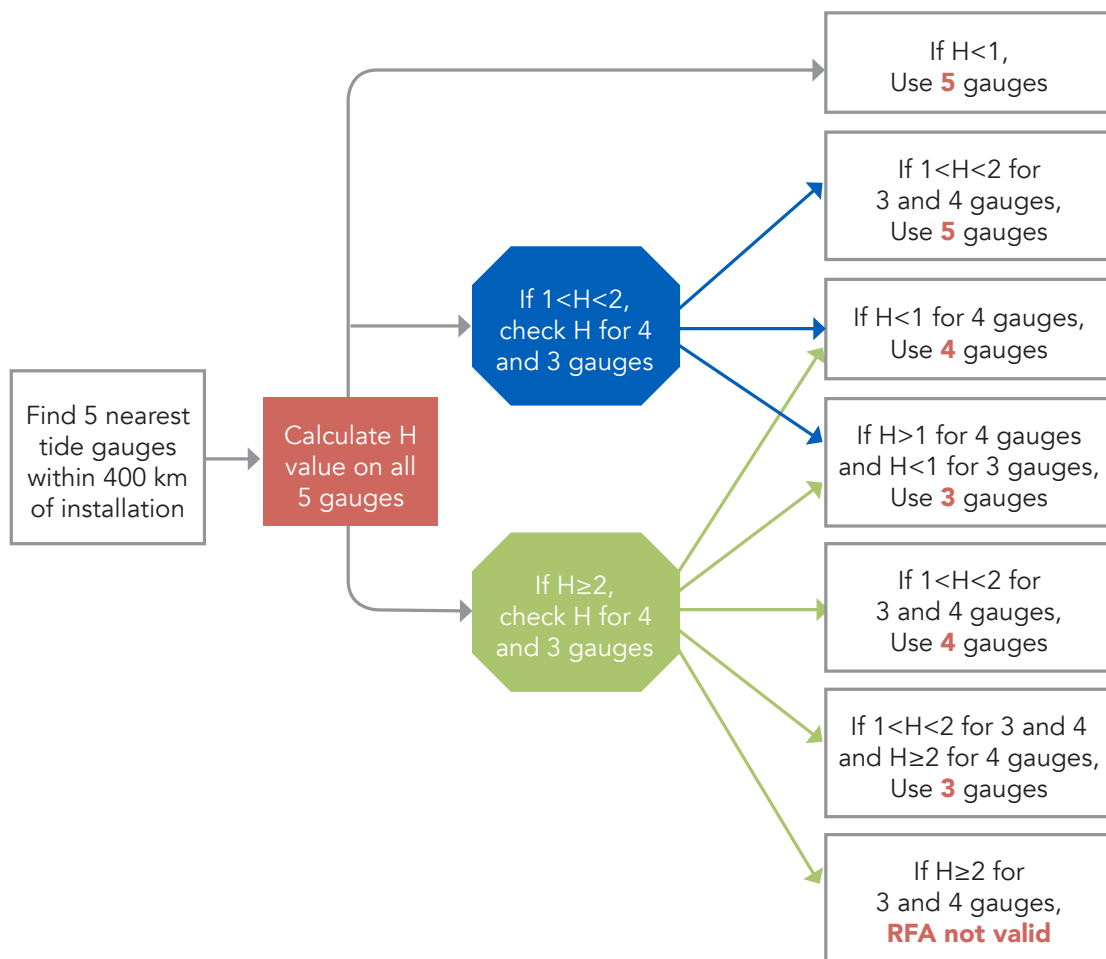 Find 5 nearest
tide gauges
within 400 km
of installation
Calculate H
value on all
5 gauges
If 1<H<2,
check H for 4
and 3 gauges
If H≥2,
check H for 4
and 3 gauges
If H<1,
Use 5 gauges
If 1<H<2 for
3 and 4 gauges,
Use 5 gauges
If H<1 for 4 gauges,
Use 4 gauges
If H>1 for 4 gauges
and H<1 for 3 gauges,
Use 3 gauges
If 1<H<2 for
3 and 4 gauges,
Use 4 gauges
If 1<H<2 for 3 and 4
and H≥2 for 4 gauges,
Use 3 gauges
If H≥2 for
3 and 4 gauges,
RFA not valid